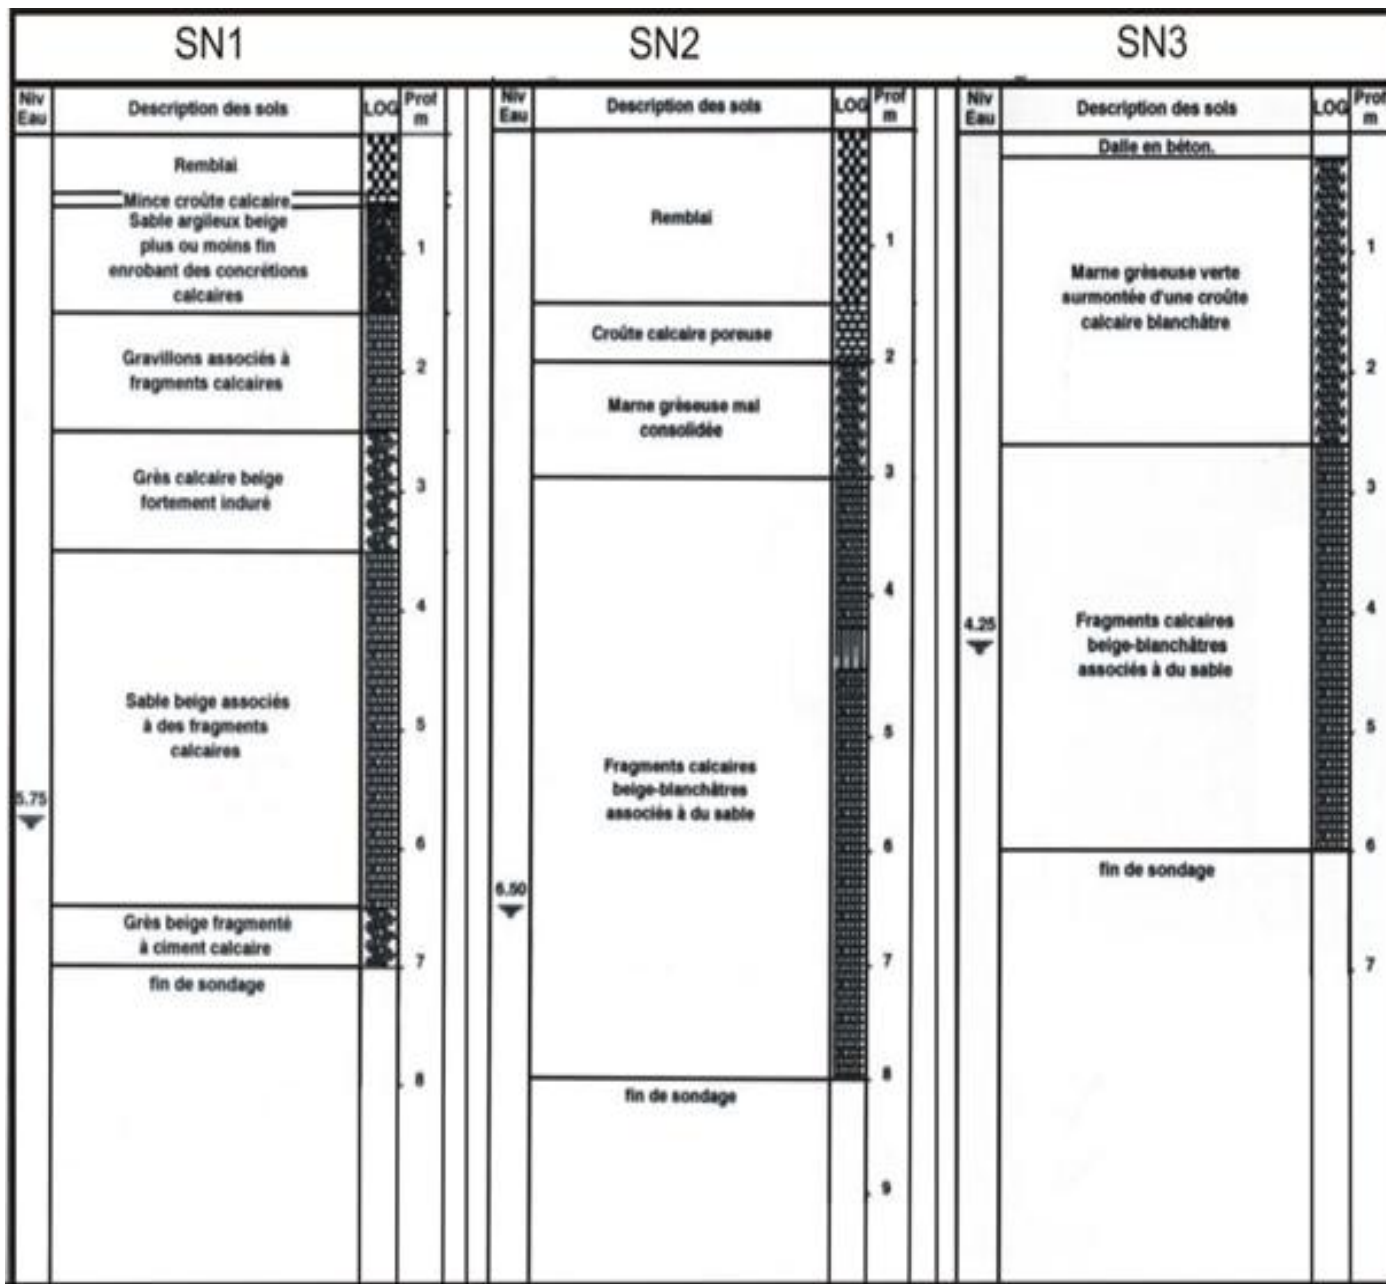 SN1
SN2
SN3
Niv
Eau
Description des sols
LOG
Prof
m
Remblai
Mince croûte calcaire
Sable argileux beige
plus ou moins fin
enrobant des concrétions
calcaires
Gravillons associés à
fragments calcaires
Grès calcaire beige
fortement induré
Sable beige associés
à des fragments
calcaires
Grès beige fragmenté
à ciment calcaire
fin de sondage
5.75
1
2
3
4
5
6
7
8
Niv
Eau
Description des sols
LOG
Prof
m
Remblai
Croûte calcaire poreuse
Marne grèseuse mal
consolidée
Fragments calcaires
beige-blanchâtres
associés à du sable
fin de sondage
6.50
1
2
3
4
5
6
7
8
9
Niv
Eau
Description des sols
LOG
Prof
m
Dalle en béton.
Marne grèseuse verte
surmontée d'une croûte
calcaire blanchâtre
Fragments calcaires
beige-blanchâtres
associés à du sable
fin de sondage
4.25
1
2
3
4
5
6
7